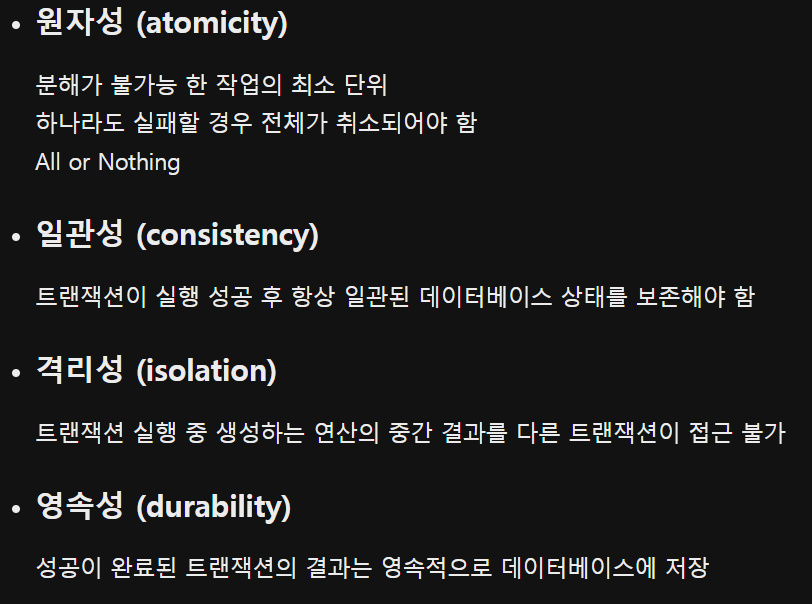 • 원자성 (atomicity)
분해가 불가능 한 작업의 최소 단위
하나라도 실패할 경우 전체가 취소되어야 함
All or Nothing
• 일관성 (consistency)
트랜잭션이 실행 성공 후 항상 일관된 데이터베이스 상태를 보존해야 함
• 격리성 (isolation)
트랜잭션 실행 중 생성하는 연산의 중간 결과를 다른 트랜잭션이 접근 불가
• 영속성 (durability)
성공이 완료된 트랜잭션의 결과는 영속적으로 데이터베이스에 저장